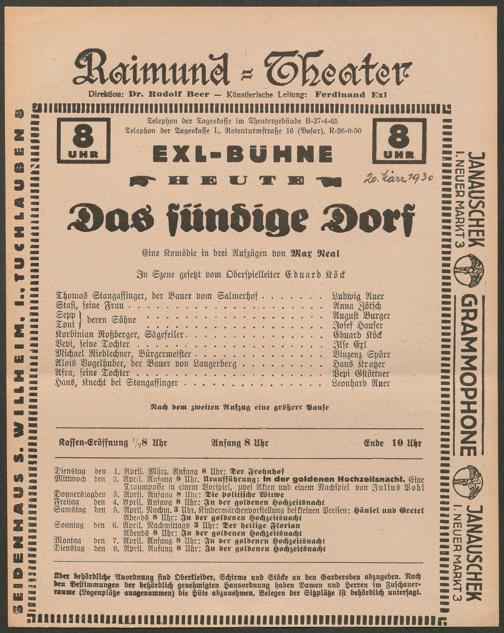 Raimund-Theater
Direktion: Dr. Rudolf Beer — Künstlerische Leitung: Ferdinand Exl
8 UHR
Telephon der Tageskasse im Theatergebäude B-27-4-65
Telephon der Tageskasse I., Rotenturmstraße 16 (Basar), R-26-0-50
8 UHR
EXL-BÜHNE
HEUTE
20. März 1930
Das sündige Dorf
Eine Komödie in drei Aufzügen von Max Neal
In Szene gesetzt vom Oberspielleiter Eduard Köck
Thomas Stangassinger, der Bauer vom Salmerhof . . . . . . . . Ludwig Auer
Stasi, seine Frau . . . . . . . . Anna Zötsch
Sepp } deren Söhne . . . . . . . . August Burger
Toni } . . . . . . . . Josef Hauser
Korbinian Roßberger, Sägefeiler . . . . . . . . Eduard Köck
Vevi, seine Tochter . . . . . . . . Ilse Exl
Michael Riedlechner, Bürgermeister . . . . . . . . Vinzenz Spörr
Alois Vogelhuber, der Bauer von Langerberg . . . . . . . . Hans Kratzer
Afra, seine Tochter . . . . . . . . Pepi Gstöttner
Hans, Knecht bei Stangassinger . . . . . . . . Leonhard Auer
Nach dem zweiten Aufzug eine größere Pause
Kassen-Eröffnung ½8 Uhr Anfang 8 Uhr Ende 10 Uhr
Dienstag den 1. April. März. Anfang 8 Uhr: Der Frohnhof
Mittwoch den 2. April. Anfang 8 Uhr. Uraufführung: In der goldenen Hochzeitsnacht. Eine
Traumposse in einem Vorspiel, zwei Akten und einem Nachspiel von Julius Pohl
Donnerstag den 3. April. Anfang 8 Uhr: Die politische Witwe
Freitag den 4. April. Anfang 8 Uhr: In der goldenen Hochzeitsnacht
Samstag den 5. April. Nachm. 3 Uhr, Kindermärchenvorstellung bei kleinen Preisen: Hänsel und Gretel
Abends 8 Uhr: In der goldenen Hochzeitsnacht
Sonntag den 6. April. Nachmittags 3 Uhr: Der heilige Florian
Abends 8 Uhr: In der goldenen Hochzeitsnacht
Montag den 7. April. Anfang 8 Uhr: In der goldenen Hochzeitsnacht
Dienstag den 8. April. Anfang 8 Uhr: In der goldenen Hochzeitsnacht
Über behördliche Anordnung sind Oberkleider, Schirme und Stöcke an den Garderoben abzugeben. Nach
den Bestimmungen der behördlich genehmigten Hausordnung haben Damen und Herren im Zuschauer-
raume (Logenplätze ausgenommen) die Hüte abzunehmen. Belegen der Sitzplätze ist behördlich untersagt.
SEIDENHAUS S. WILLHEIM, I., TUCHLAUBEN 8
JANAUSCHEK
I. NEUER MARKT 3
GRAMMOPHONE
JANAUSCHEK
I. NEUER MARKT 3